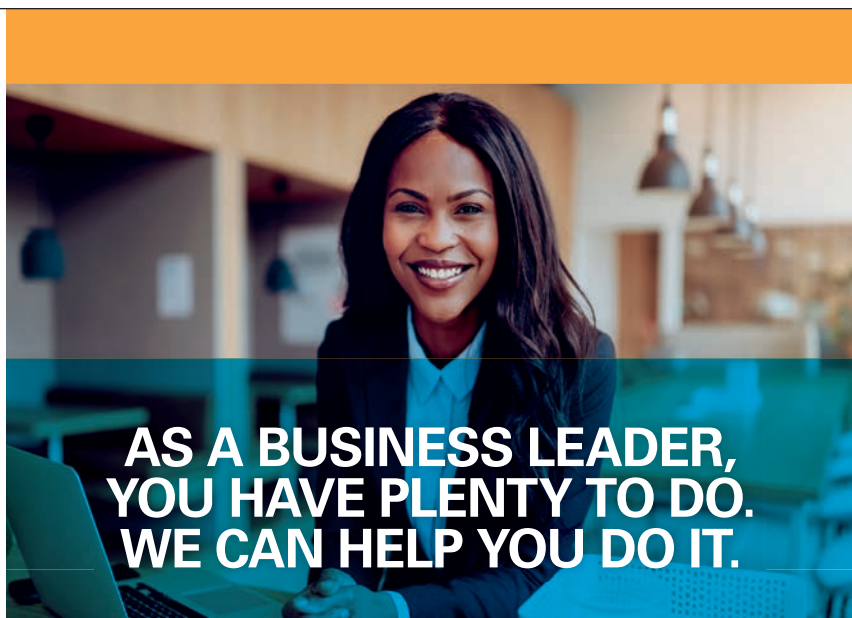 AS A BUSINESS LEADER,
YOU HAVE PLENTY TO DO.
WE CAN HELP YOU DO IT.